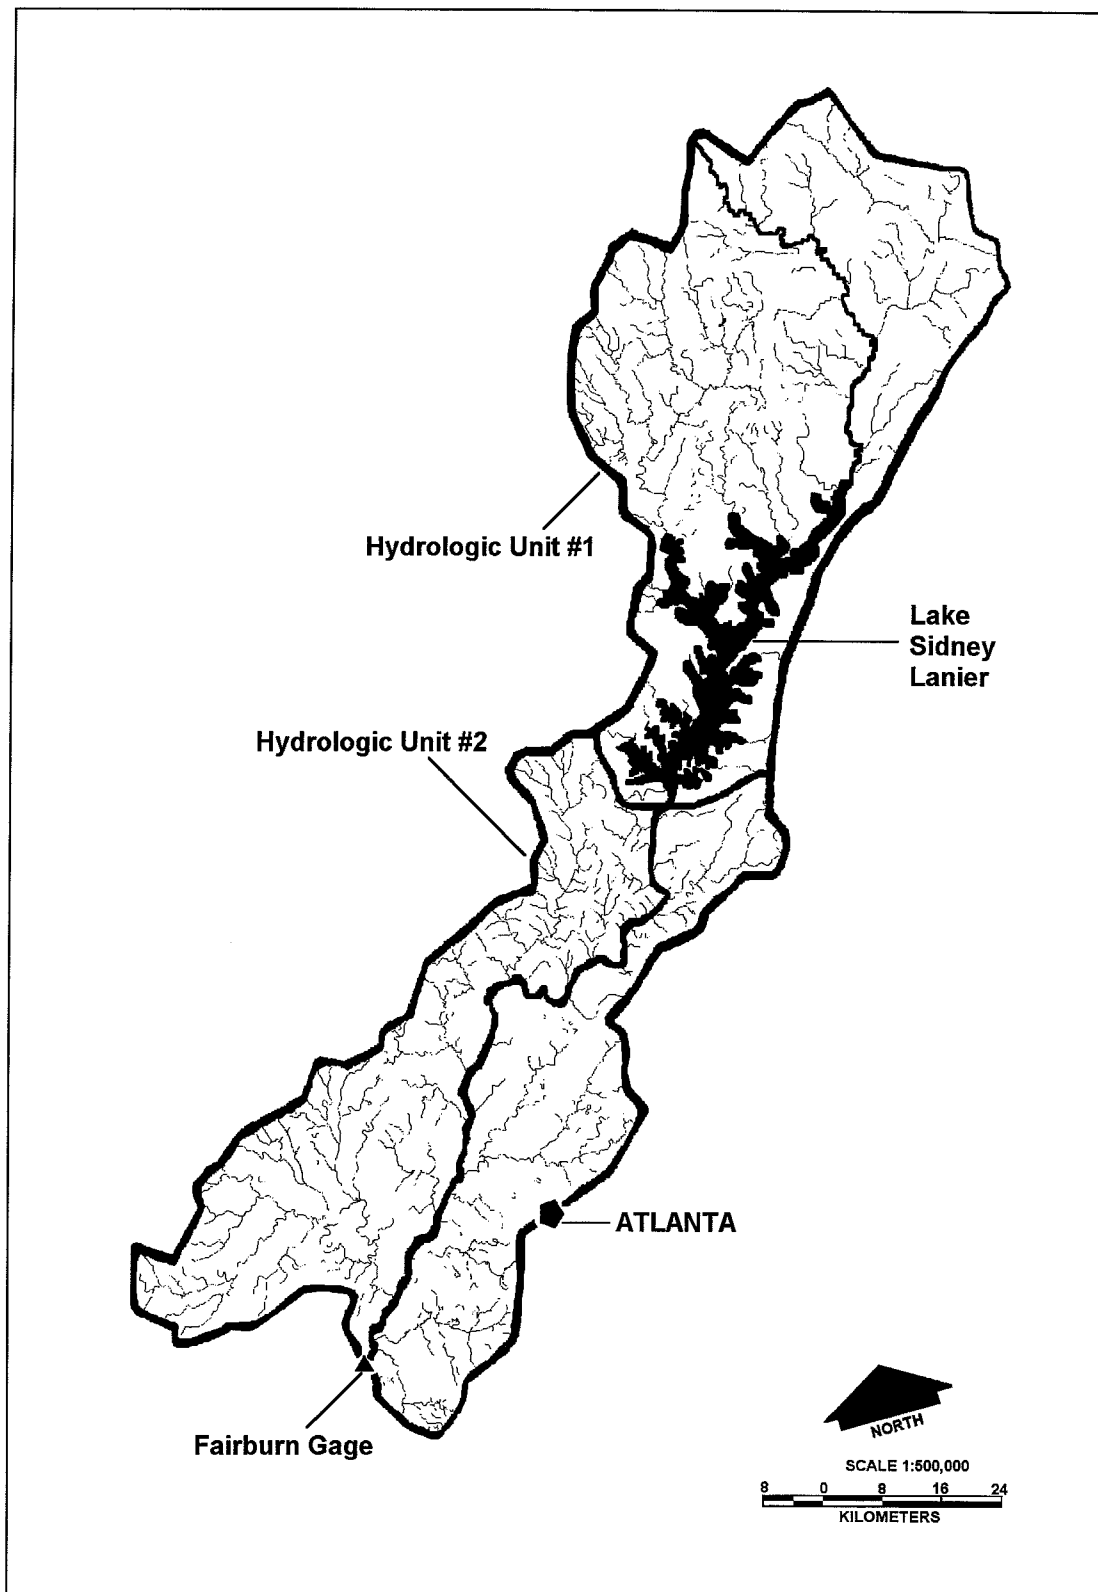 Hydrologic Unit #1
Lake
Sidney
Lanier
Hydrologic Unit #2
ATLANTA
Fairburn Gage
NORTH
SCALE 1:500,000
8 0 8 16 24
KILOMETERS